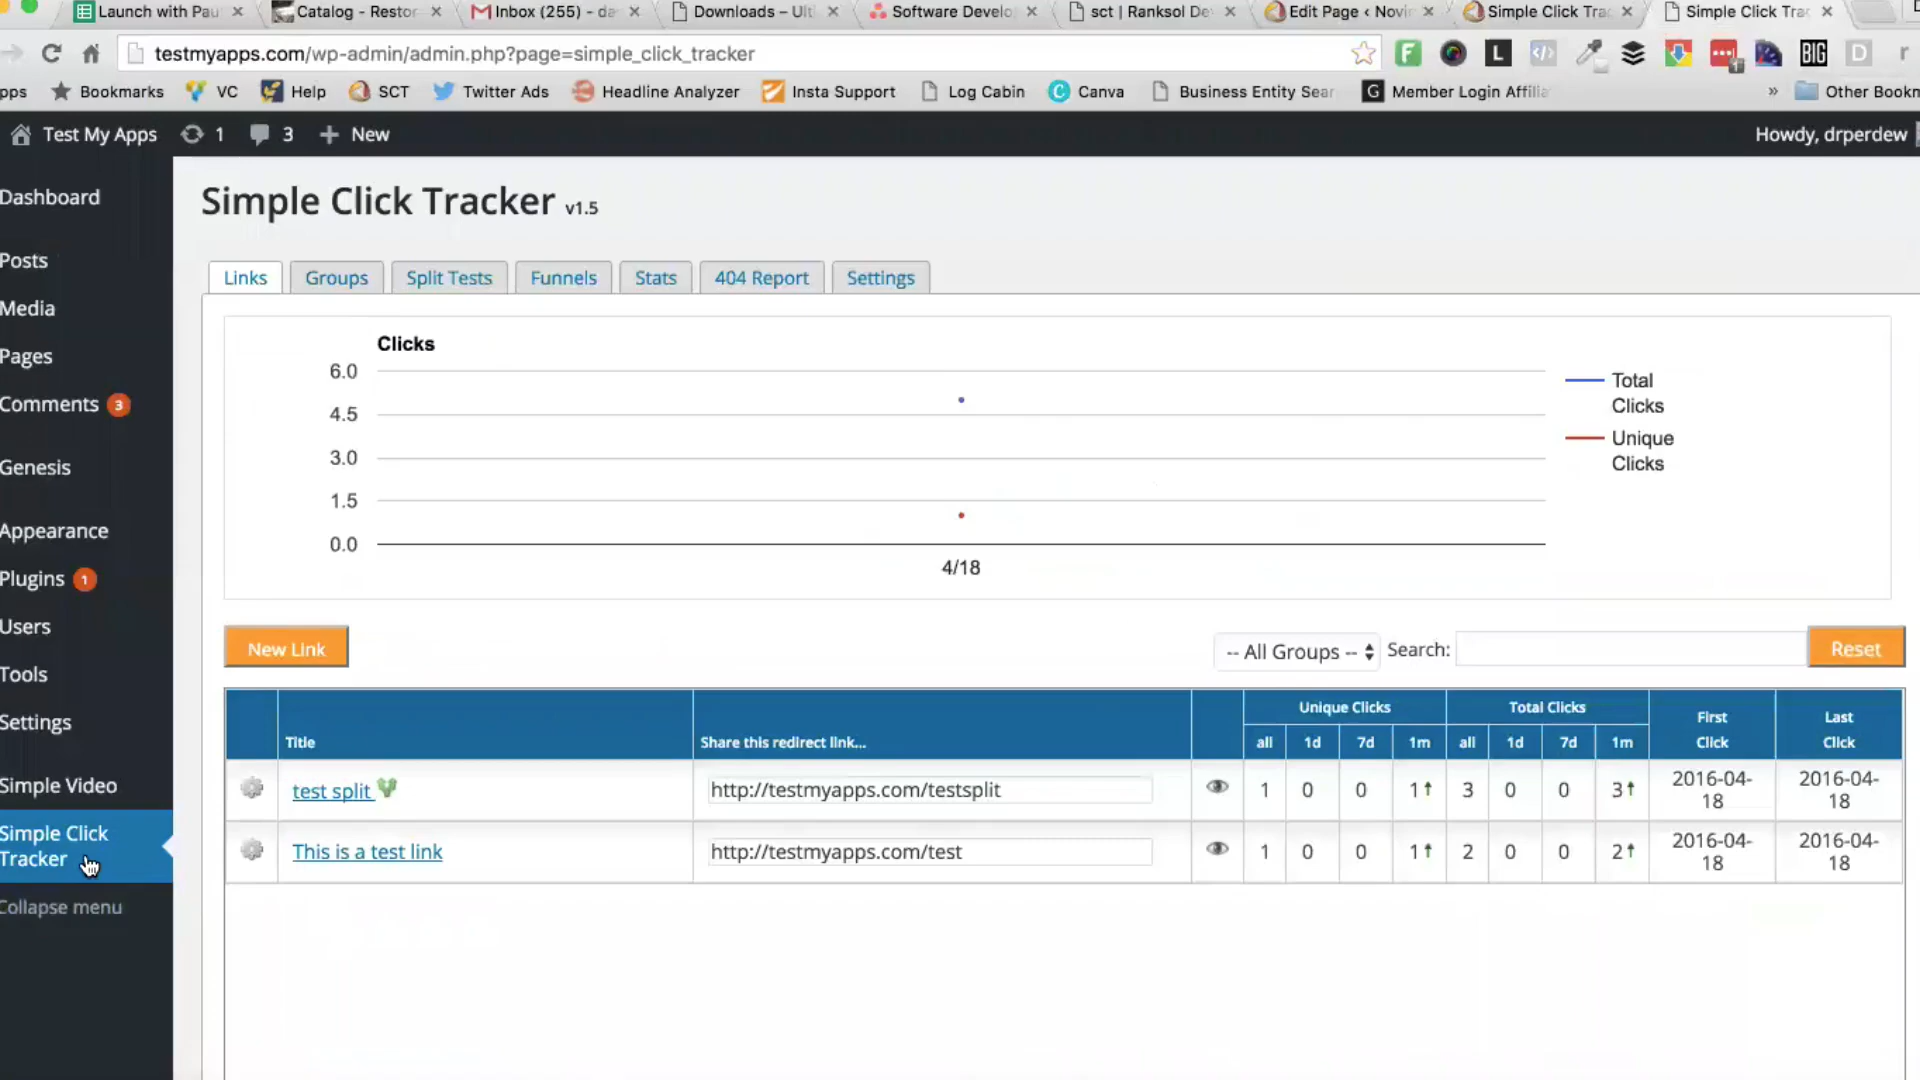 Launch with Pau
Catalog - Restor
Inbox (255) - da
Downloads – Ulti
Software Develo
sct | Ranksol De
Edit Page ‹ Novi
Simple Click Trac
Simple Click Trac
testmyapps.com/wp-admin/admin.php?page=simple_click_tracker
F
L
1
BIG
D
r
pps
Bookmarks
VC
Help
SCT
Twitter Ads
Headline Analyzer
Insta Support
Log Cabin
C
Canva
Business Entity Sear
G
Member Login Affilia
»
Other Bookm
Test My Apps
1
3
New
Howdy, drperdew
Dashboard
Posts
Media
Pages
Comments 3
Genesis
Appearance
Plugins 1
Users
Tools
Settings
Simple Video
Simple Click
Tracker
Collapse menu
Simple Click Tracker v1.5
Links
Groups
Split Tests
Funnels
Stats
404 Report
Settings
Clicks
6.0
4.5
3.0
1.5
0.0
4/18
Total
Clicks
Unique
Clicks
New Link
-- All Groups --
Search:
Reset
Title
Share this redirect link...
Unique Clicks
all 1d 7d 1m
Total Clicks
all 1d 7d 1m
First
Click
Last
Click
test split
http://testmyapps.com/testsplit
1 0 0 1↑ 3 0 0 3↑
2016-04-
18
2016-04-
18
This is a test link
http://testmyapps.com/test
1 0 0 1↑ 2 0 0 2↑
2016-04-
18
2016-04-
18